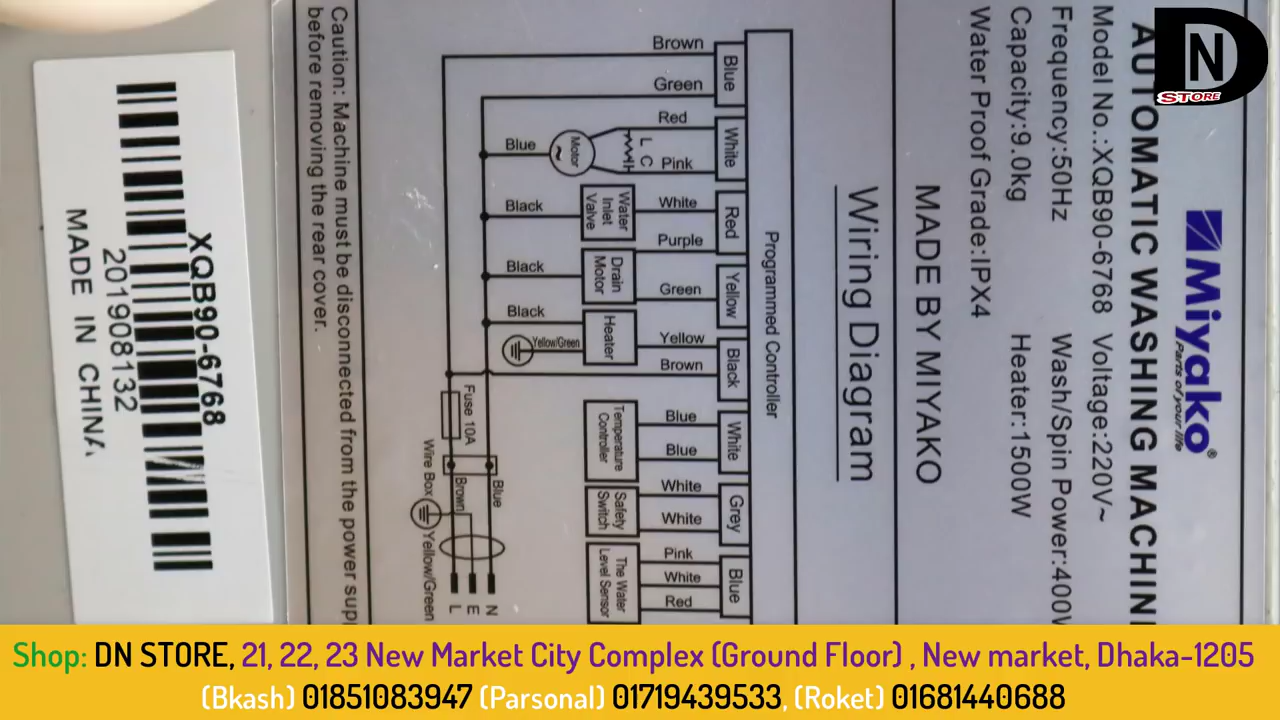 DN
STORE
Miyako®
Parts of your life
AUTOMATIC WASHING
Model No.:XQB90-6768 Voltage:220V~
Frequency:50Hz Wash/Spin Power:400W
Capacity:9.0kg Heater:1500W
Water Proof Grade:IPX4
MADE BY MIYAKO
Wiring Diagram
Programmed Controller
Blue
White
Red
Yellow
Black
White
Grey
Blue
Brown
Green
Red
Pink
White
Purple
Green
Yellow
Brown
Blue
Blue
White
White
Pink
White
Red
L C
Motor
~
Water
Inlet
Valve
Drain
Motor
Heater
Temperature
Controller
Safety
Switch
The Water
Level Sensor
Blue
Black
Black
Black
Yellow/Green
Fuse 10A
Wire Box
Blue
Brown
Yellow/Green
N
E
L
Caution: Machine must be disconnected from the power
before removing the rear cover.
XQB90-6768
201908132
MADE IN CHINA
Shop: DN STORE, 21, 22, 23 New Market City Complex (Ground Floor) , New market, Dhaka-1205
(Bkash) 01851083947 (Parsonal) 01719439533, (Roket) 01681440688